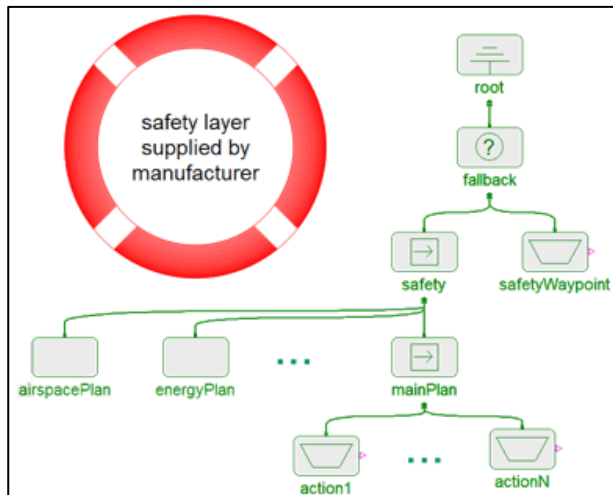 safety layer
supplied by
manufacturer
root
?
fallback
safety
safetyWaypoint
airspacePlan
energyPlan
...
mainPlan
action1
...
actionN